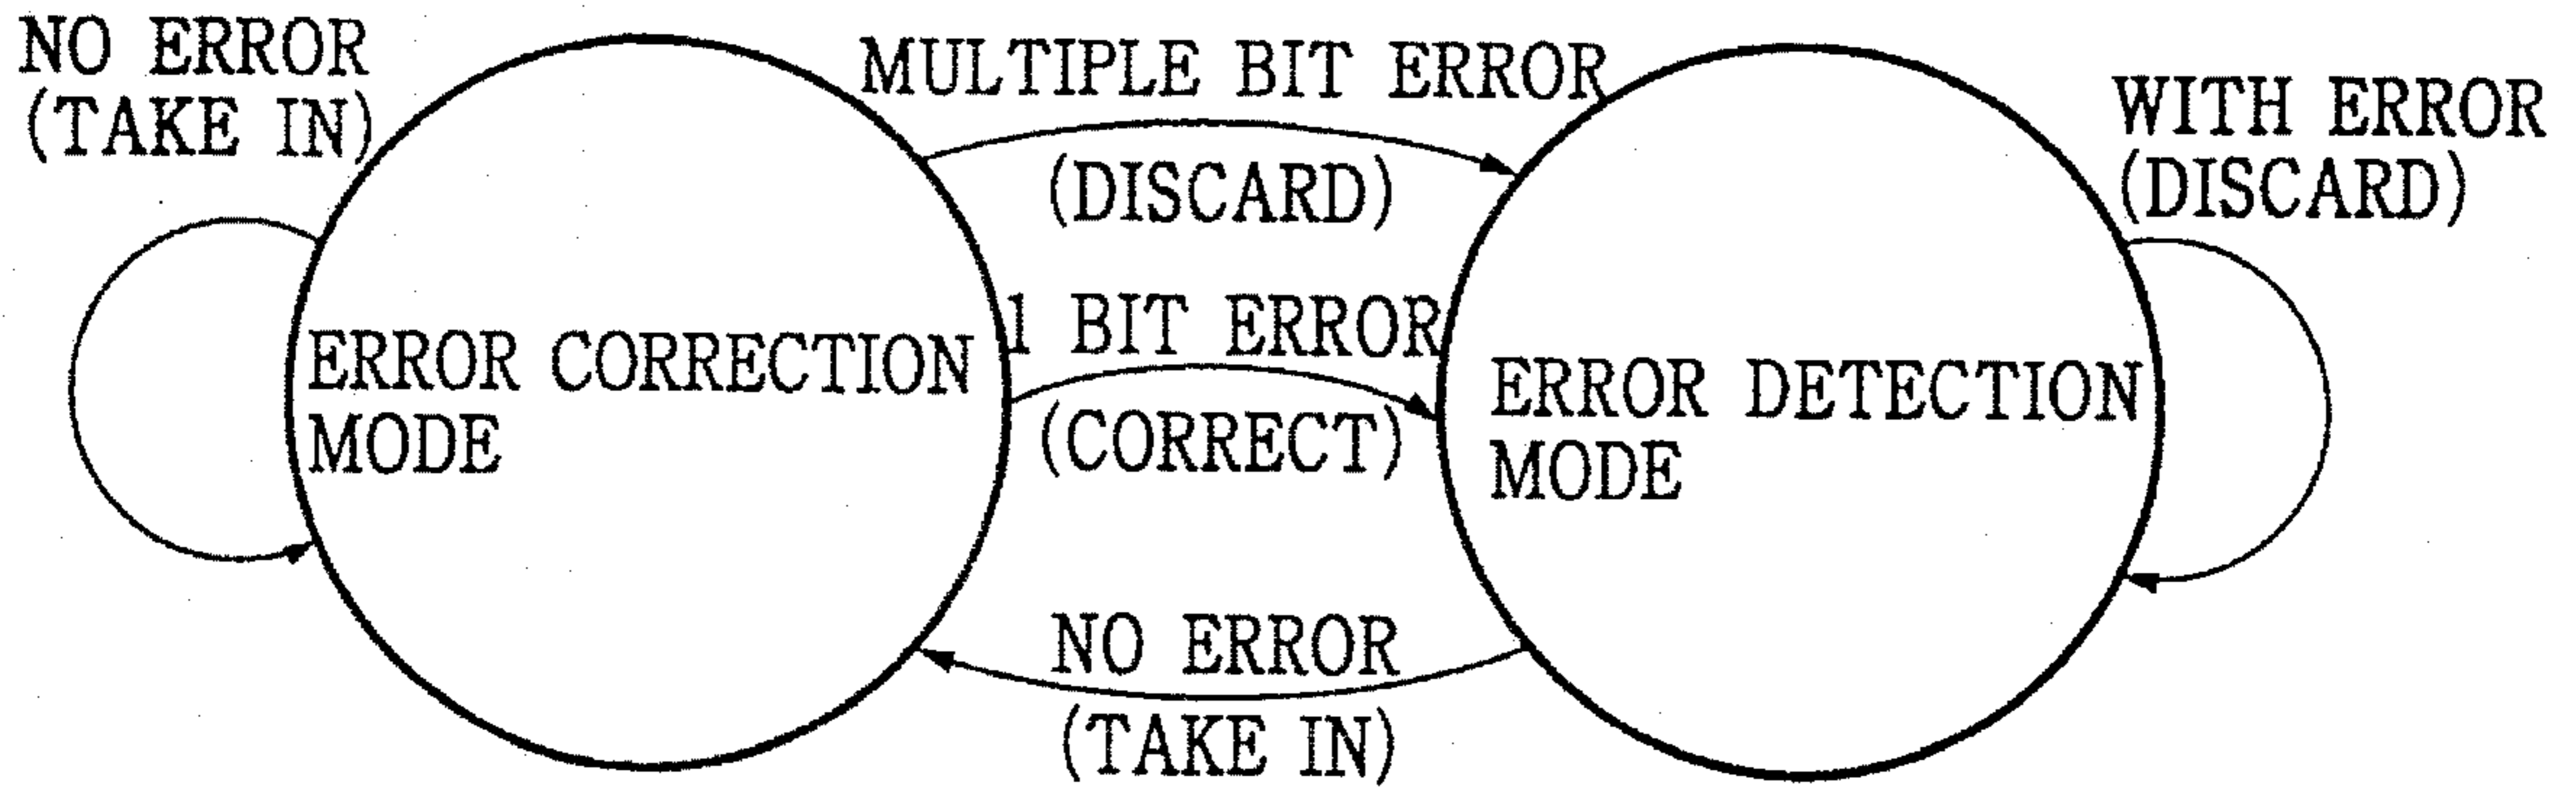 NO ERROR
(TAKE IN)
MULTIPLE BIT ERROR
(DISCARD)
WITH ERROR
(DISCARD)
ERROR CORRECTION
MODE
1 BIT ERROR
(CORRECT)
ERROR DETECTION
MODE
NO ERROR
(TAKE IN)